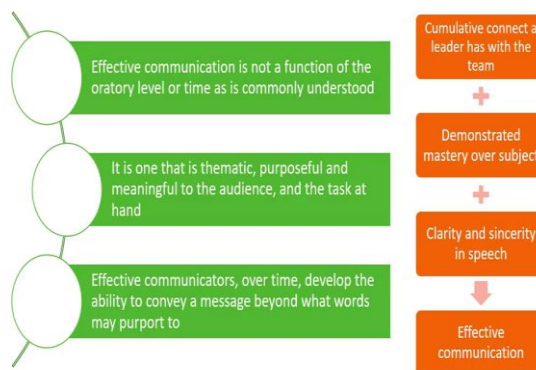 Effective communication is not a function of the
oratory level or time as is commonly understood
It is one that is thematic, purposeful and
meaningful to the audience, and the task at
hand
Effective communicators, over time, develop the
ability to convey a message beyond what words
may purport to
Cumulative connect a
leader has with the
team
+
Demonstrated
mastery over subject
+
Clarity and sincerity
in speech
Effective
communication